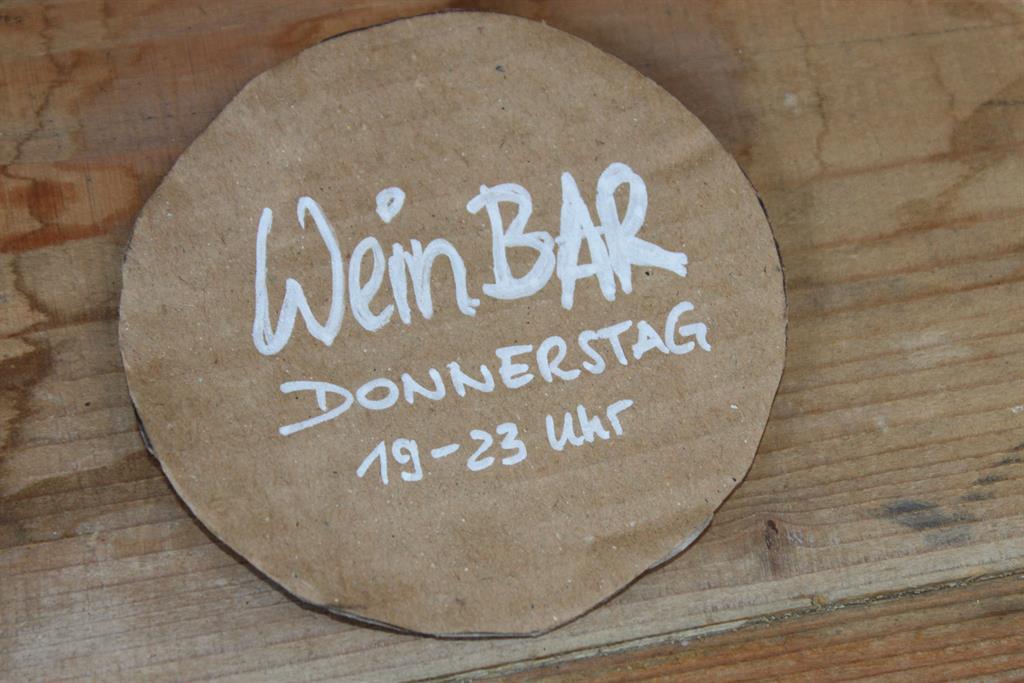 WeinBAR
DONNERSTAG
19-23 Uhr